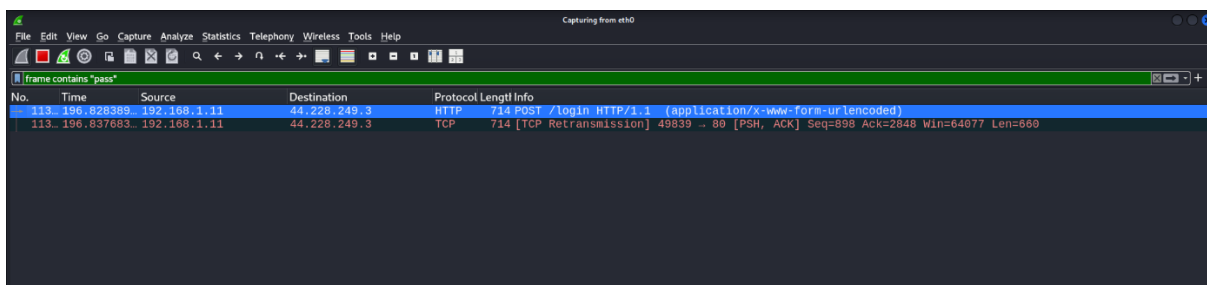 Capturing from eth0
File Edit View Go Capture Analyze Statistics Telephony Wireless Tools Help
frame contains "pass"
No. Time Source Destination Protocol Length Info
113… 196.828389… 192.168.1.11 44.228.249.3 HTTP 714 POST /login HTTP/1.1 (application/x-www-form-urlencoded)
113… 196.837683… 192.168.1.11 44.228.249.3 TCP 714 [TCP Retransmission] 49839 → 80 [PSH, ACK] Seq=898 Ack=2848 Win=64077 Len=660